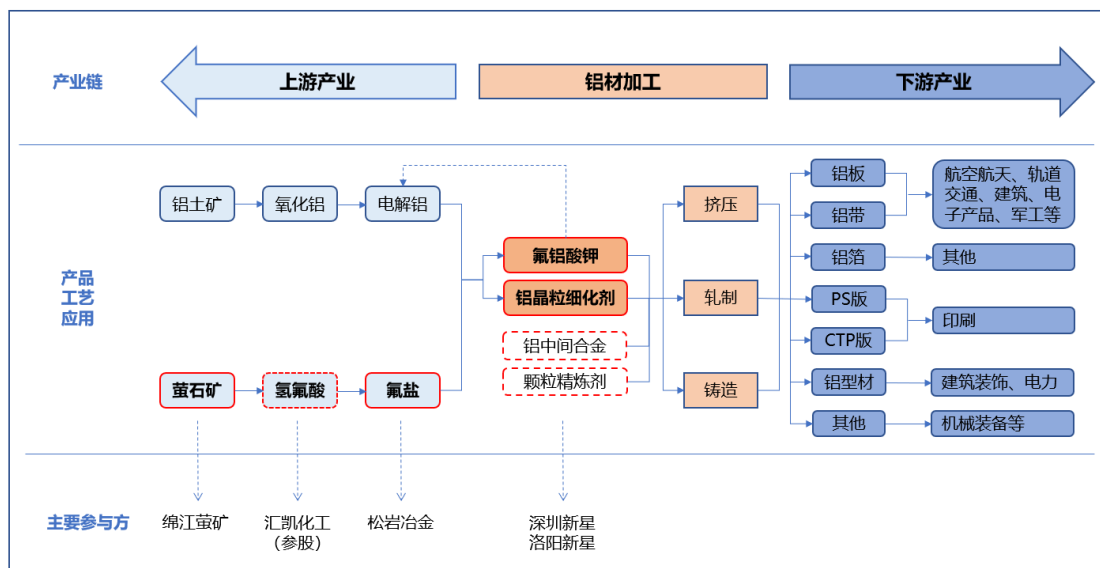 产业链
上游产业
铝材加工
下游产业
产品
工艺
应用
铝土矿
氧化铝
电解铝
萤石矿
氢氟酸
氟盐
氟铝酸钾
铝晶粒细化剂
铝中间合金
颗粒精炼剂
挤压
轧制
铸造
铝板
铝带
铝箔
PS版
CTP版
铝型材
其他
航空航天、轨道
交通、建筑、电
子产品、军工等
其他
印刷
建筑装饰、电力
机械装备等
主要参与方
绵江萤矿
汇凯化工
（参股）
松岩冶金
深圳新星
洛阳新星